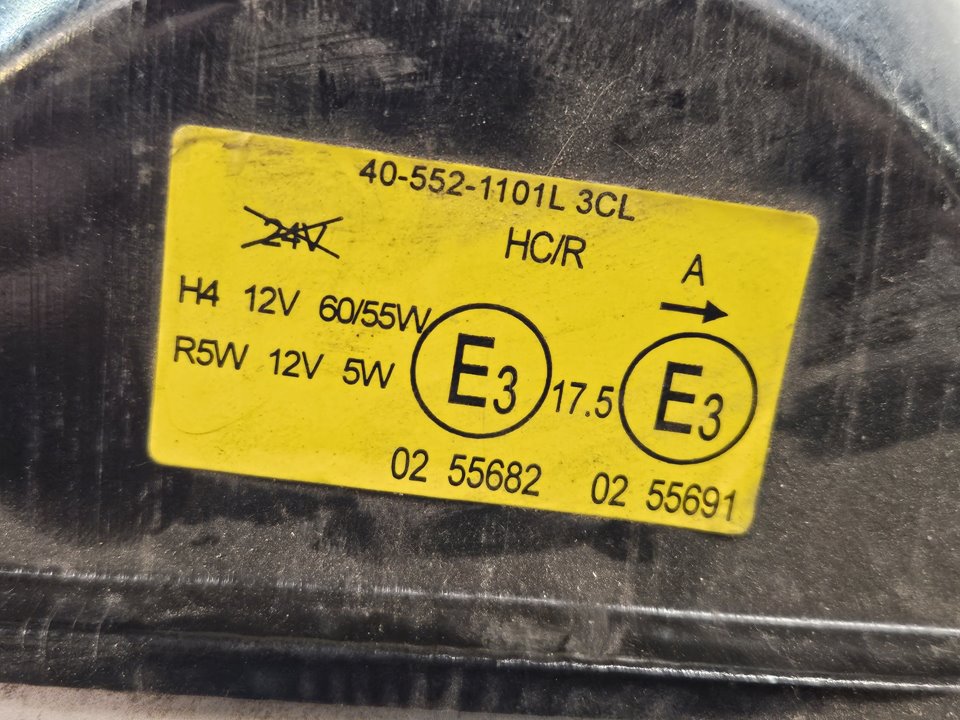 40-552-1101L 3CL
24V HC/R A
H4 12V 60/55W
R5W 12V 5W E3 17.5 E3
02 55682 02 55691